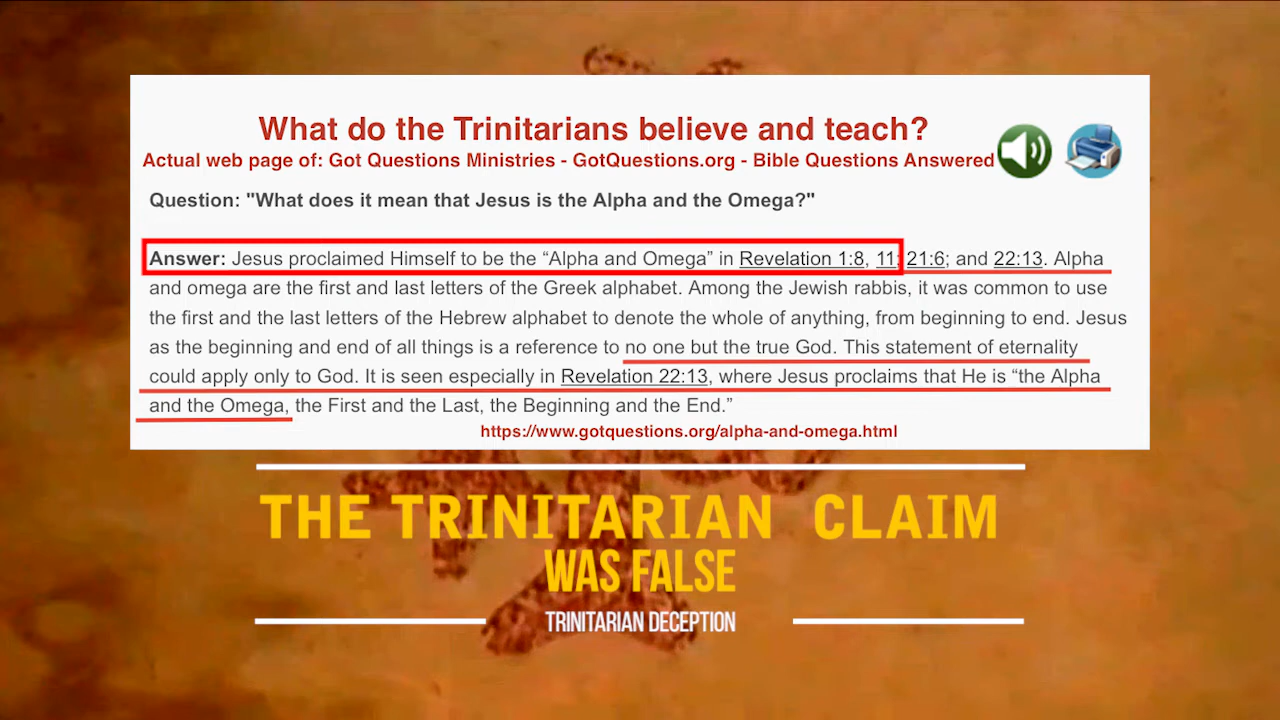 What do the Trinitarians believe and teach?
Actual web page of: Got Questions Ministries - GotQuestions.org - Bible Questions Answered
Question: "What does it mean that Jesus is the Alpha and the Omega?"
Answer: Jesus proclaimed Himself to be the “Alpha and Omega” in Revelation 1:8, 11; 21:6; and 22:13. Alpha
and omega are the first and last letters of the Greek alphabet. Among the Jewish rabbis, it was common to use
the first and the last letters of the Hebrew alphabet to denote the whole of anything, from beginning to end. Jesus
as the beginning and end of all things is a reference to no one but the true God. This statement of eternality
could apply only to God. It is seen especially in Revelation 22:13, where Jesus proclaims that He is “the Alpha
and the Omega, the First and the Last, the Beginning and the End.”
https://www.gotquestions.org/alpha-and-omega.html
THE TRINITARIAN CLAIM
WAS FALSE
TRINITARIAN DECEPTION